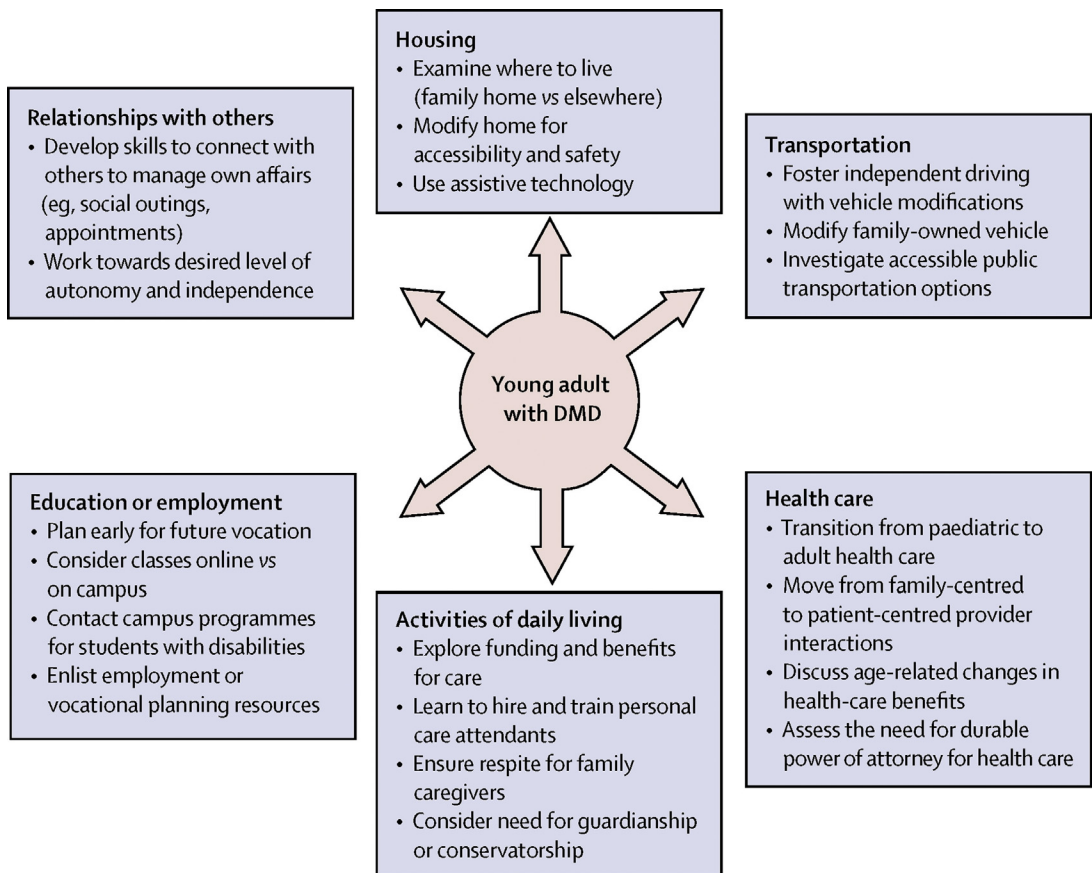 Housing
• Examine where to live
(family home vs elsewhere)
• Modify home for
accessibility and safety
• Use assistive technology
Relationships with others
• Develop skills to connect with
others to manage own affairs
(eg, social outings,
appointments)
• Work towards desired level of
autonomy and independence
Transportation
• Foster independent driving
with vehicle modifications
• Modify family-owned vehicle
• Investigate accessible public
transportation options
Young adult
with DMD
Education or employment
• Plan early for future vocation
• Consider classes online vs
on campus
• Contact campus programmes
for students with disabilities
• Enlist employment or
vocational planning resources
Activities of daily living
• Explore funding and benefits
for care
• Learn to hire and train personal
care attendants
• Ensure respite for family
caregivers
• Consider need for guardianship
or conservatorship
Health care
• Transition from paediatric to
adult health care
• Move from family-centred
to patient-centred provider
interactions
• Discuss age-related changes in
health-care benefits
• Assess the need for durable
power of attorney for health care